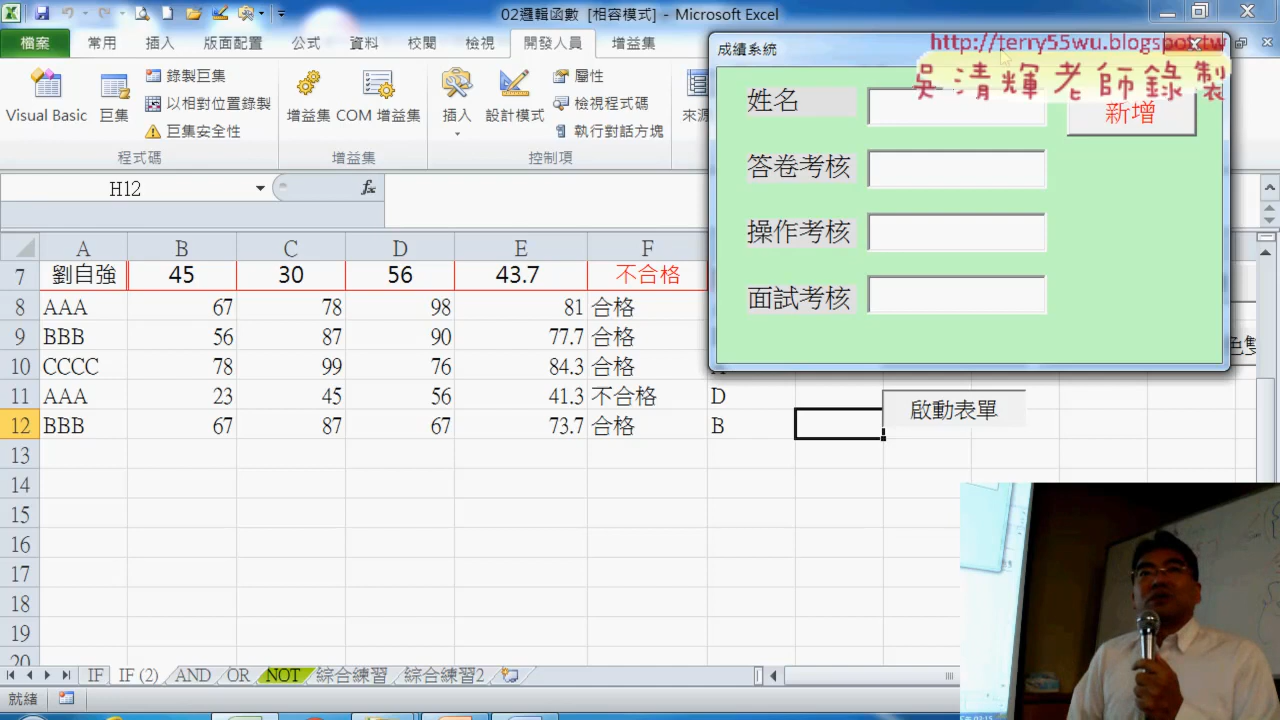 02邏輯函數 [相容模式] - Microsoft Excel
檔案 常用 插入 版面配置 公式 資料 校閱 檢視 開發人員 增益集
Visual Basic 巨集 錄製巨集 以相對位置錄製 巨集安全性
增益集 COM 增益集 插入 設計模式 屬性 檢視程式碼 執行對話方塊 來源
程式碼 增益集 控制項
成績系統
http://terry55wu.blogspot.tw
吳清輝老師錄製
姓名 新增
答卷考核
操作考核
面試考核
H12 fx
A B C D E F
7 劉自強 45 30 56 43.7 不合格
8 AAA 67 78 98 81 合格
9 BBB 56 87 90 77.7 合格
10 CCCC 78 99 76 84.3 合格
11 AAA 23 45 56 41.3 不合格 D
12 BBB 67 87 67 73.7 合格 B
啟動表單
13
14
15
16
17
18
19
20
IF IF (2) AND OR NOT 綜合練習 綜合練習2
就緒